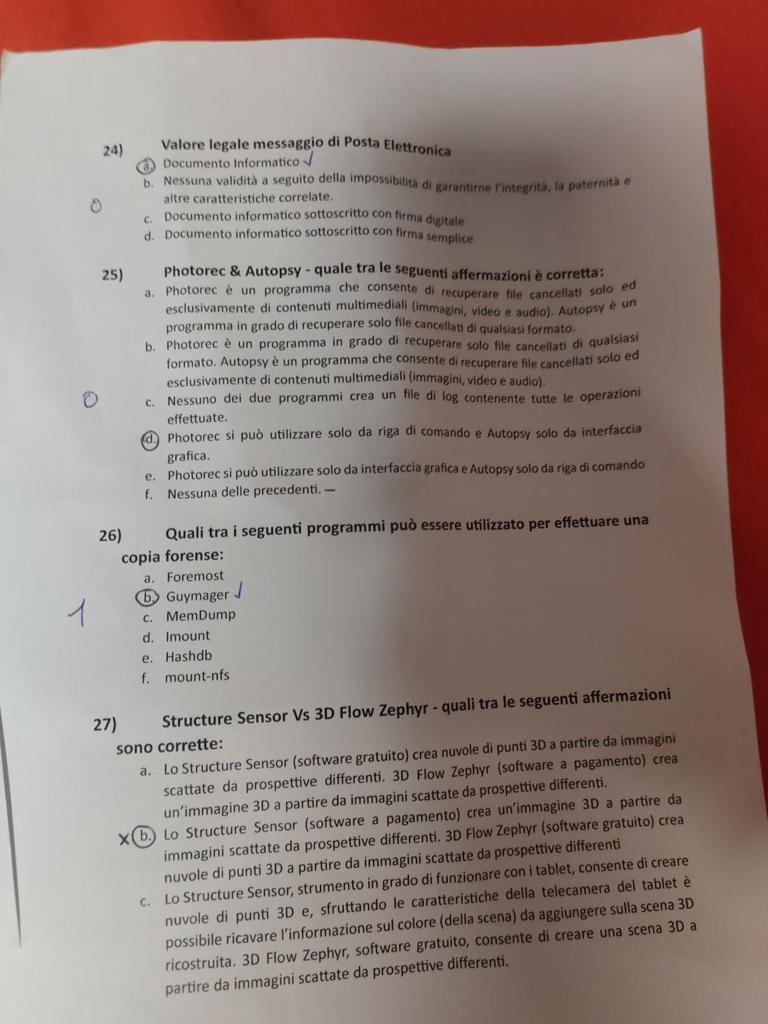 24) Valore legale messaggio di Posta Elettronica
a. Documento Informatico ✓
b. Nessuna validità a seguito della impossibilità di garantirne l'integrità, la paternità e
altre caratteristiche correlate.
0
c. Documento informatico sottoscritto con firma digitale
d. Documento informatico sottoscritto con firma semplice
25) Photorec & Autopsy - quale tra le seguenti affermazioni è corretta:
a. Photorec è un programma che consente di recuperare file cancellati solo ed
esclusivamente di contenuti multimediali (immagini, video e audio). Autopsy è un
programma in grado di recuperare solo file cancellati di qualsiasi formato.
b. Photorec è un programma in grado di recuperare solo file cancellati di qualsiasi
formato. Autopsy è un programma che consente di recuperare file cancellati solo ed
esclusivamente di contenuti multimediali (immagini, video e audio).
0
c. Nessuno dei due programmi crea un file di log contenente tutte le operazioni
effettuate.
d. Photorec si può utilizzare solo da riga di comando e Autopsy solo da interfaccia
grafica.
e. Photorec si può utilizzare solo da interfaccia grafica e Autopsy solo da riga di comando
f. Nessuna delle precedenti. —
26) Quali tra i seguenti programmi può essere utilizzato per effettuare una
copia forense:
a. Foremost
b. Guymager ✓
1
c. MemDump
d. Imount
e. Hashdb
f. mount-nfs
27) Structure Sensor Vs 3D Flow Zephyr - quali tra le seguenti affermazioni
sono corrette:
a. Lo Structure Sensor (software gratuito) crea nuvole di punti 3D a partire da immagini
scattate da prospettive differenti. 3D Flow Zephyr (software a pagamento) crea
un'immagine 3D a partire da immagini scattate da prospettive differenti.
x b. Lo Structure Sensor (software a pagamento) crea un'immagine 3D a partire da
immagini scattate da prospettive differenti. 3D Flow Zephyr (software gratuito) crea
nuvole di punti 3D a partire da immagini scattate da prospettive differenti
c. Lo Structure Sensor, strumento in grado di funzionare con i tablet, consente di creare
nuvole di punti 3D e, sfruttando le caratteristiche della telecamera del tablet è
possibile ricavare l'informazione sul colore (della scena) da aggiungere sulla scena 3D
ricostruita. 3D Flow Zephyr, software gratuito, consente di creare una scena 3D a
partire da immagini scattate da prospettive differenti.